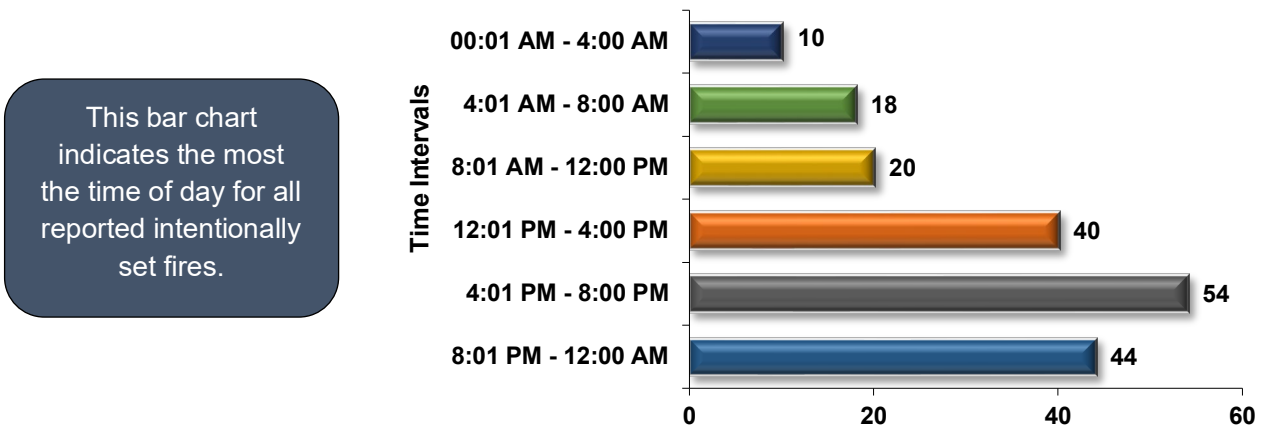 This bar chart
indicates the most
the time of day for all
reported intentionally
set fires.
Time Intervals
00:01 AM - 4:00 AM 10
4:01 AM - 8:00 AM 18
8:01 AM - 12:00 PM 20
12:01 PM - 4:00 PM 40
4:01 PM - 8:00 PM 54
8:01 PM - 12:00 AM 44
0 20 40 60